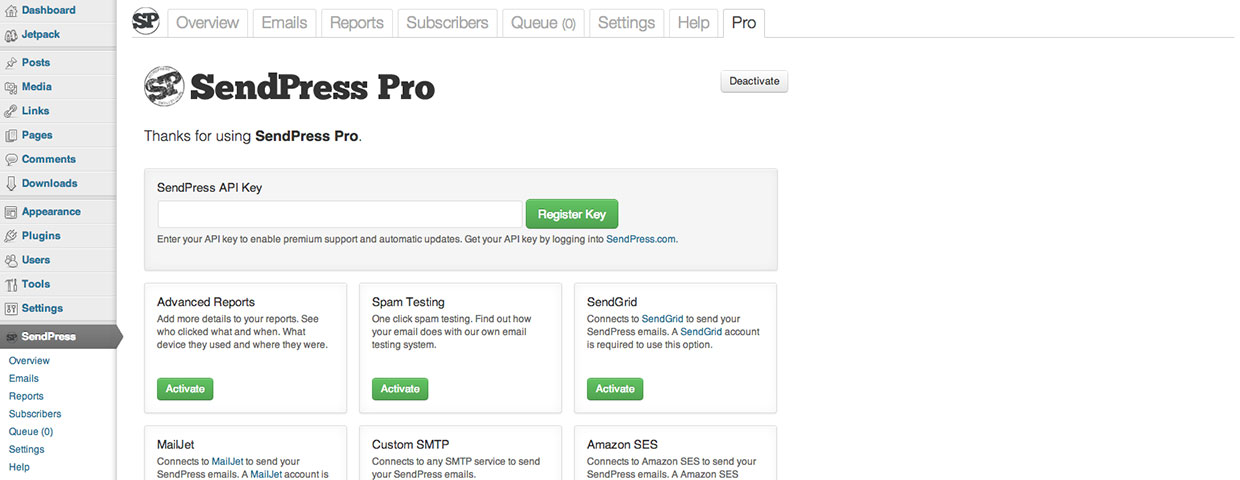 Dashboard
Jetpack
Posts
Media
Links
Pages
Comments
Downloads
Appearance
Plugins
Users
Tools
Settings
SendPress
Overview
Emails
Reports
Subscribers
Queue (0)
Settings
Help
SP Overview Emails Reports Subscribers Queue (0) Settings Help Pro
SP SendPress Pro
Deactivate
Thanks for using SendPress Pro.
SendPress API Key
Register Key
Enter your API key to enable premium support and automatic updates. Get your API key by logging into SendPress.com.
Advanced Reports
Add more details to your reports. See
who clicked what and when. What
device they used and where they were.
Activate
Spam Testing
One click spam testing. Find out how
your email does with our own email
testing system.
Activate
SendGrid
Connects to SendGrid to send your
SendPress emails. A SendGrid account
is required to use this option.
Activate
MailJet
Connects to MailJet to send your
SendPress emails. A MailJet account is
Custom SMTP
Connects to any SMTP service to send
your SendPress emails.
Amazon SES
Connects to Amazon SES to send your
SendPress emails. A Amazon SES